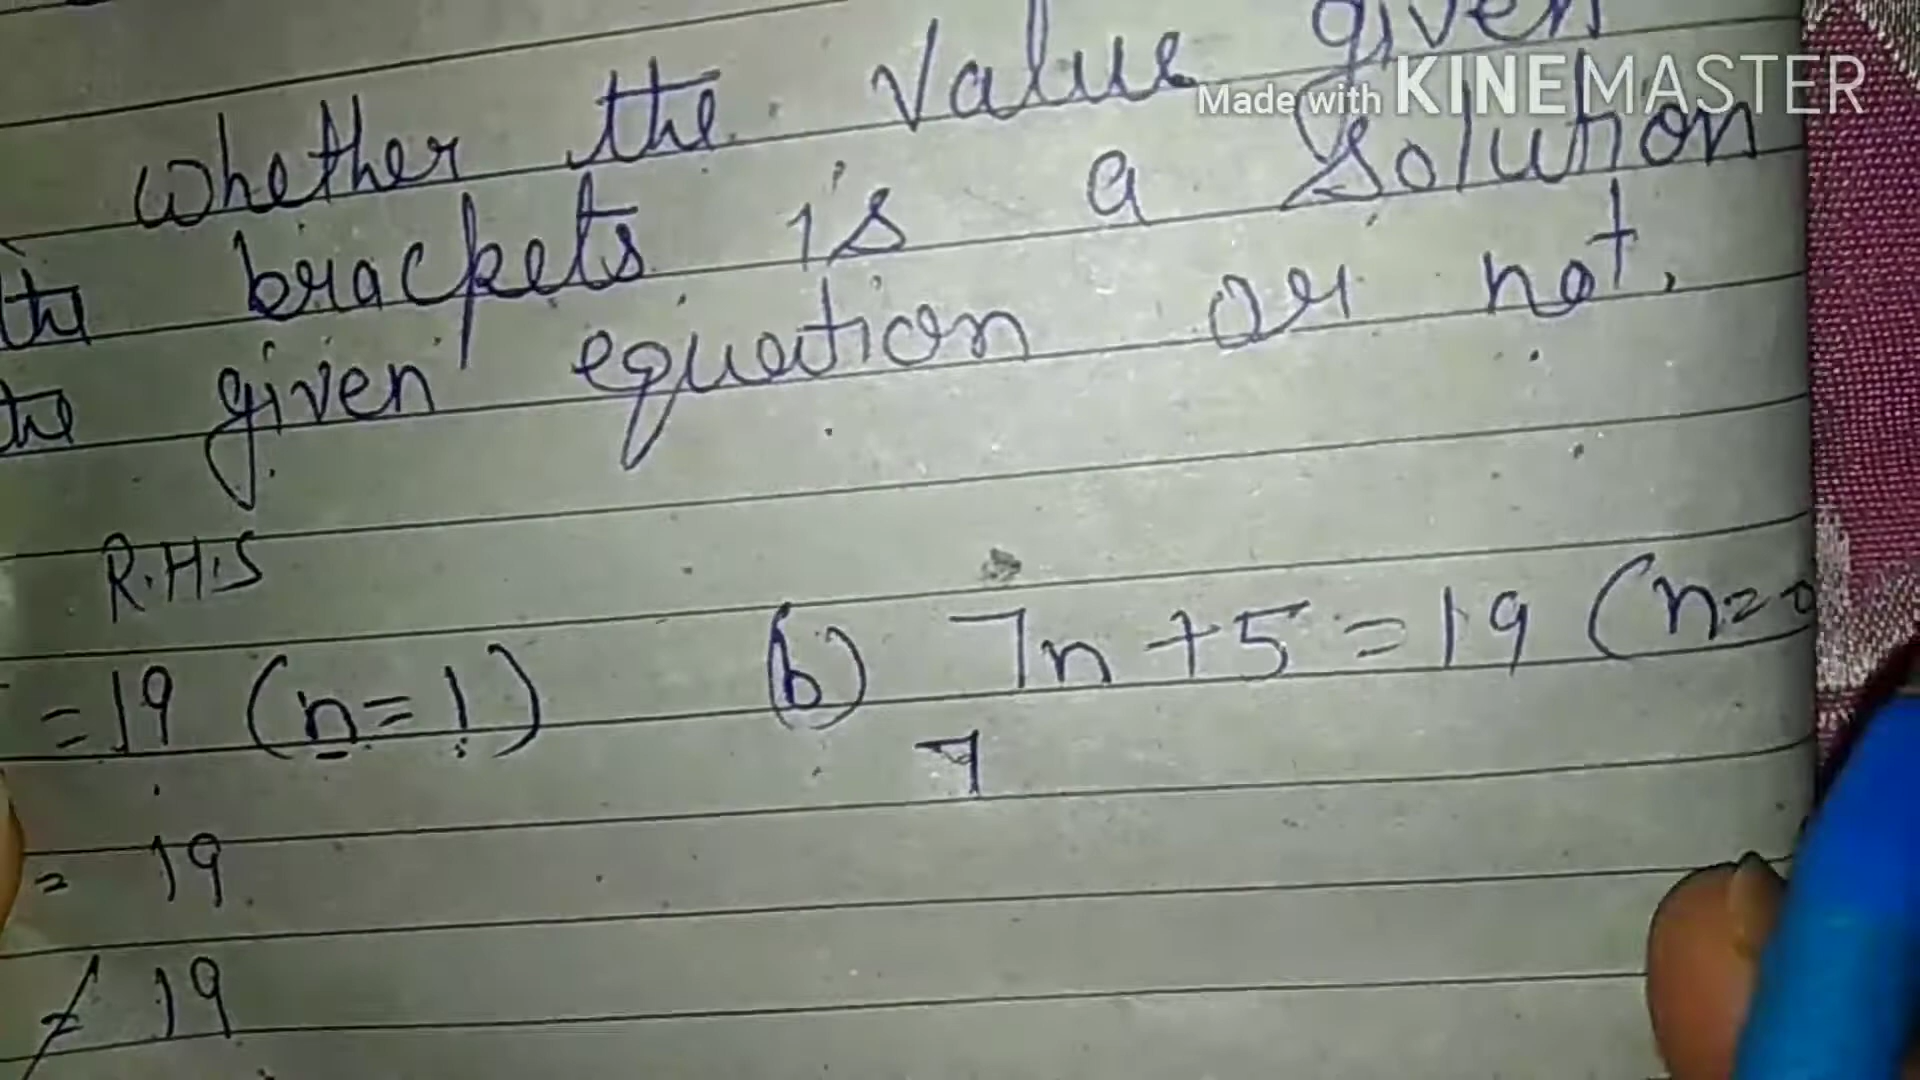 whether the value given
Made with KINEMASTER
the brackets is a solution
the given equation or not.
R.H.S
= 19 (n = 1) (b) 7n + 5 = 19 (n =
7
= 19
≠ 19